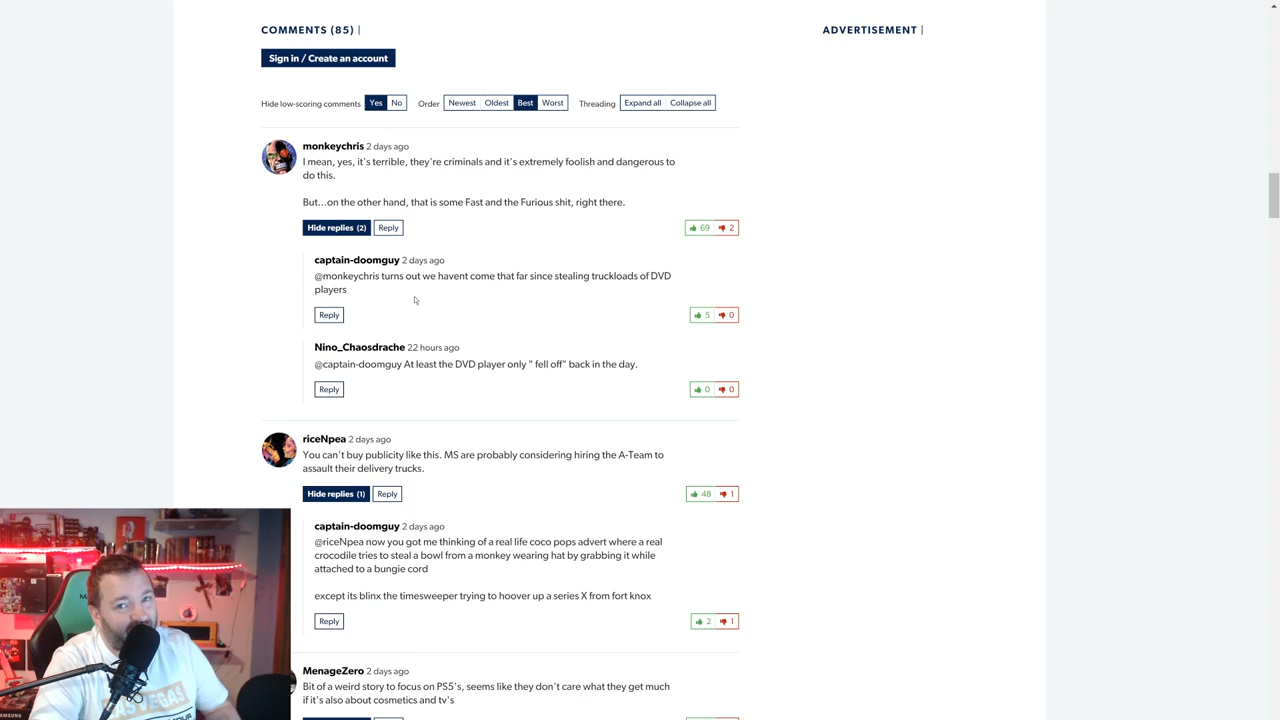 COMMENTS (85) |
ADVERTISEMENT |
Sign in / Create an account
Hide low-scoring comments Yes No Order Newest Oldest Best Worst Threading Expand all Collapse all
monkeychris 2 days ago
I mean, yes, it's terrible, they're criminals and it's extremely foolish and dangerous to
do this.
But...on the other hand, that is some Fast and the Furious shit, right there.
Hide replies (2) Reply 69 2
captain-doomguy 2 days ago
@monkeychris turns out we havent come that far since stealing truckloads of DVD
players
Reply 5 0
Nino_Chaosdrache 22 hours ago
@captain-doomguy At least the DVD player only " fell off" back in the day.
Reply 0 0
riceNpea 2 days ago
You can't buy publicity like this. MS are probably considering hiring the A-Team to
assault their delivery trucks.
Hide replies (1) Reply 48 1
captain-doomguy 2 days ago
@riceNpea now you got me thinking of a real life coco pops advert where a real
crocodile tries to steal a bowl from a monkey wearing hat by grabbing it while
attached to a bungie cord
except its blinx the timesweeper trying to hoover up a series X from fort knox
Reply 2 1
MenageZero 2 days ago
Bit of a weird story to focus on PS5's, seems like they don't care what they get much
if it's also about cosmetics and tv's
SAMSUNG